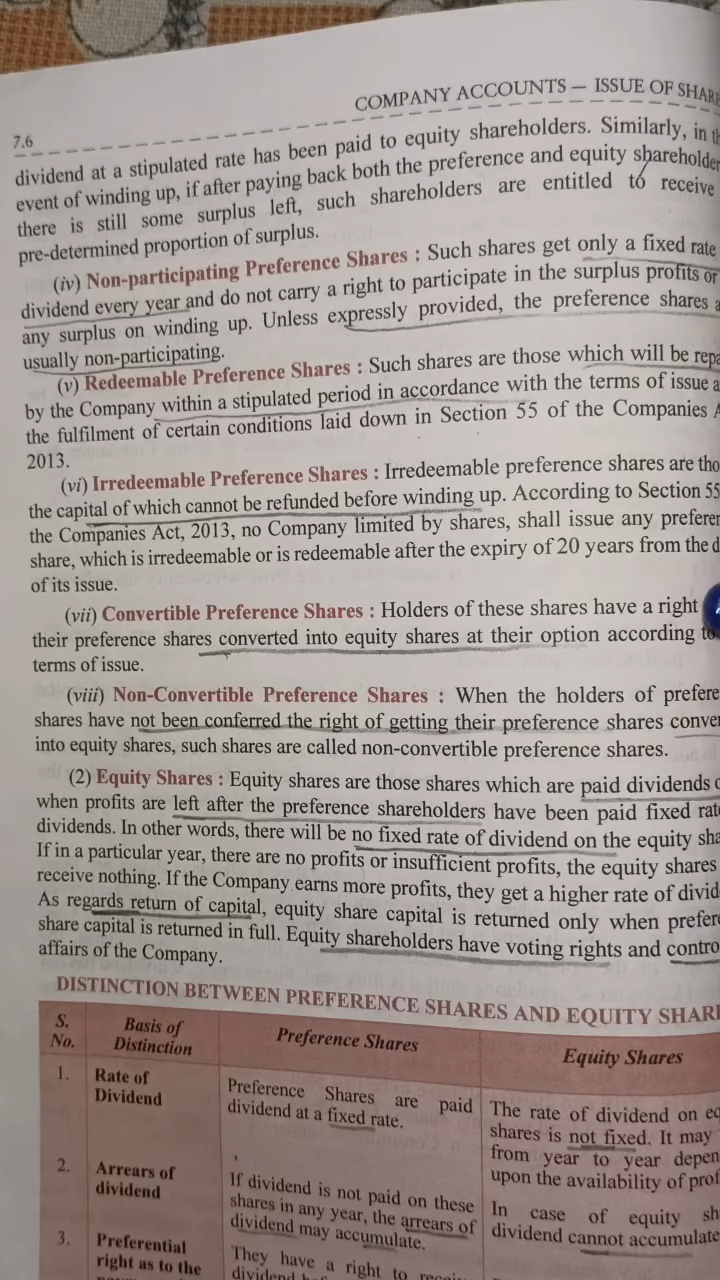 COMPANY ACCOUNTS — ISSUE OF SHARE
7.6
dividend at a stipulated rate has been paid to equity shareholders. Similarly, in th
event of winding up, if after paying back both the preference and equity shareholder
there is still some surplus left, such shareholders are entitled to receive
pre-determined proportion of surplus.
(iv) Non-participating Preference Shares : Such shares get only a fixed rate
dividend every year and do not carry a right to participate in the surplus profits or
any surplus on winding up. Unless expressly provided, the preference shares a
usually non-participating.
(v) Redeemable Preference Shares : Such shares are those which will be repa
by the Company within a stipulated period in accordance with the terms of issue a
the fulfilment of certain conditions laid down in Section 55 of the Companies A
2013.
(vi) Irredeemable Preference Shares : Irredeemable preference shares are tho
the capital of which cannot be refunded before winding up. According to Section 55
the Companies Act, 2013, no Company limited by shares, shall issue any preferen
share, which is irredeemable or is redeemable after the expiry of 20 years from the d
of its issue.
(vii) Convertible Preference Shares : Holders of these shares have a right
their preference shares converted into equity shares at their option according to
terms of issue.
(viii) Non-Convertible Preference Shares : When the holders of prefere
shares have not been conferred the right of getting their preference shares conver
into equity shares, such shares are called non-convertible preference shares.
(2) Equity Shares : Equity shares are those shares which are paid dividends o
when profits are left after the preference shareholders have been paid fixed rate
dividends. In other words, there will be no fixed rate of dividend on the equity sha
If in a particular year, there are no profits or insufficient profits, the equity shares
receive nothing. If the Company earns more profits, they get a higher rate of divid
As regards return of capital, equity share capital is returned only when prefere
share capital is returned in full. Equity shareholders have voting rights and contro
affairs of the Company.
DISTINCTION BETWEEN PREFERENCE SHARES AND EQUITY SHARE
S. No. Basis of Distinction Preference Shares Equity Shares
1. Rate of Dividend
Preference Shares are paid
dividend at a fixed rate.
The rate of dividend on eq
shares is not fixed. It may
from year to year depen
upon the availability of prof
2. Arrears of dividend
If dividend is not paid on these
shares in any year, the arrears of
dividend may accumulate.
In case of equity sh
dividend cannot accumulate
3. Preferential right as to the
They have a right to
dividend